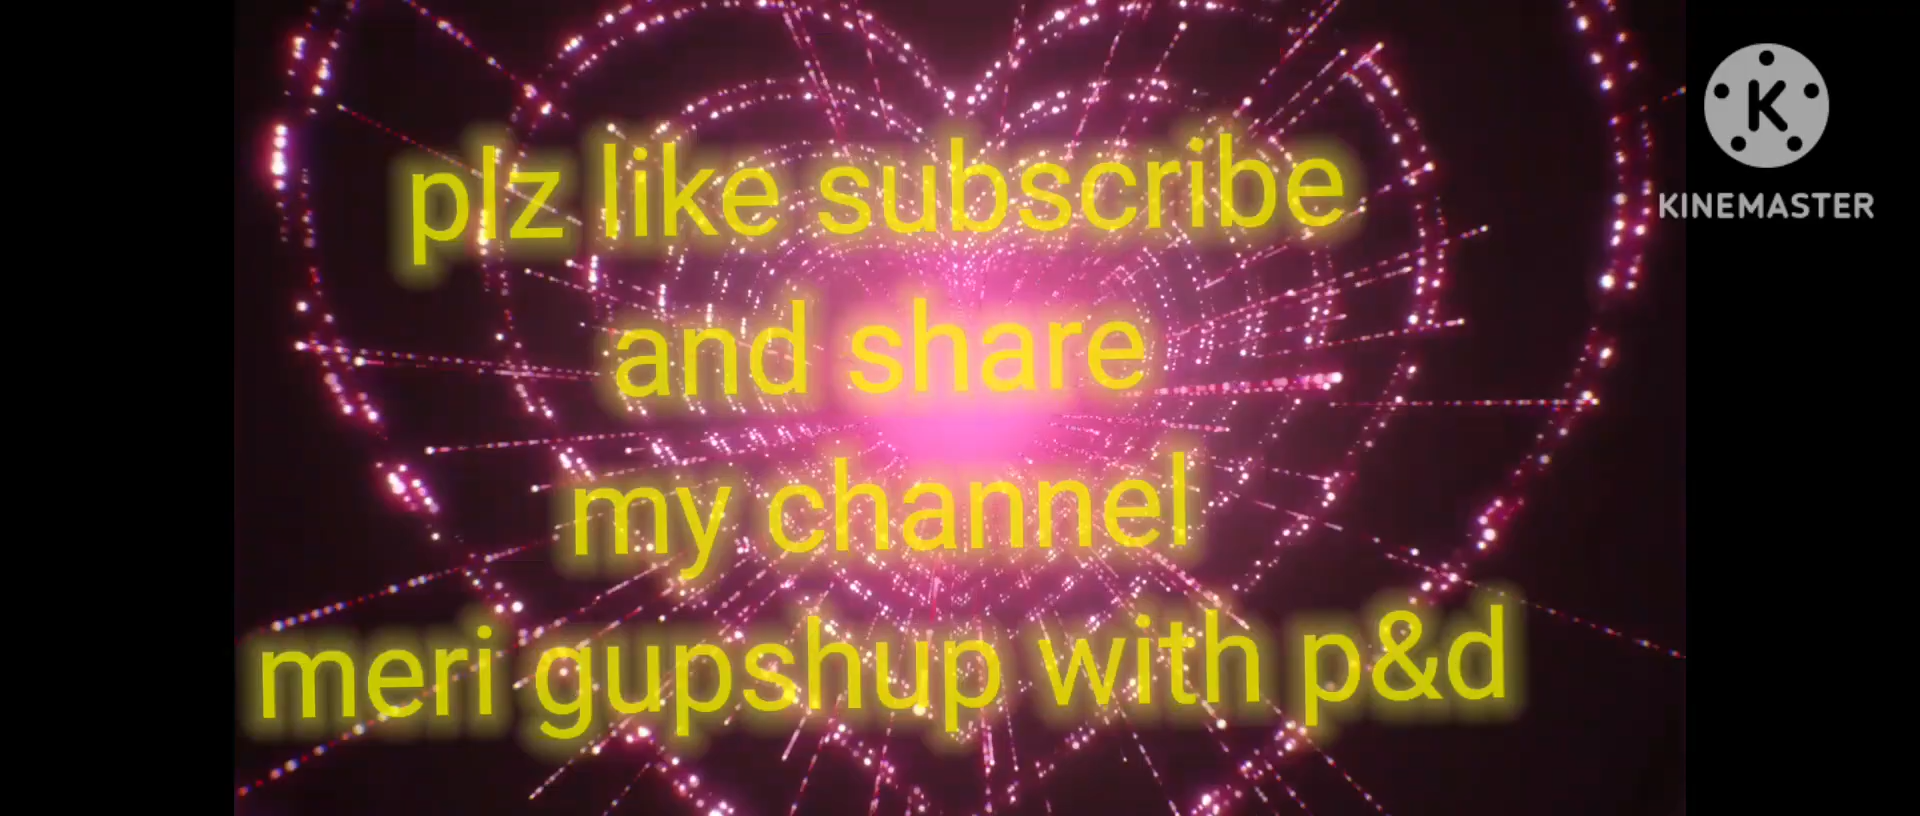 plz like subscribe
and share
my channel
meri gupshup with p&d
K
KINEMASTER